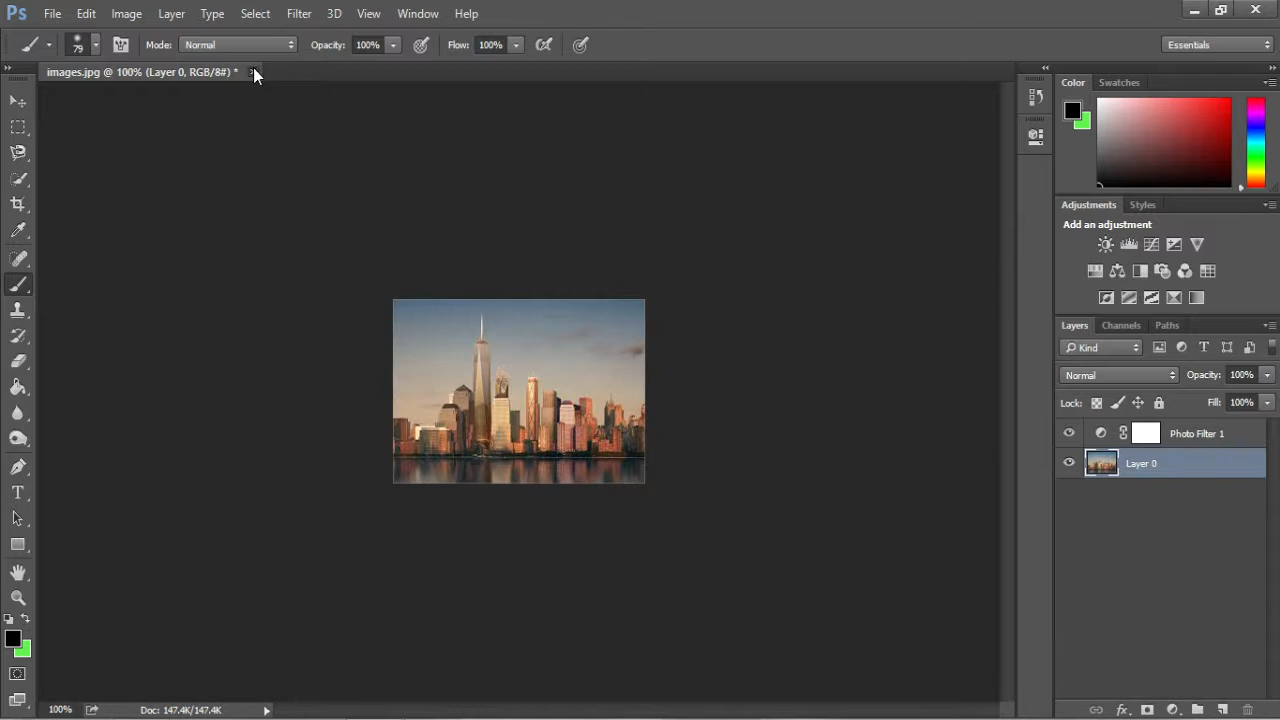 Ps File Edit Image Layer Type Select Filter 3D View Window Help
79 Mode: Normal Opacity: 100% Flow: 100% Essentials
images.jpg @ 100% (Layer 0, RGB/8#) *
Color Swatches
Adjustments Styles
Add an adjustment
Layers Channels Paths
Kind
Normal Opacity: 100%
Lock: Fill: 100%
Photo Filter 1
Layer 0
100% Doc: 147.4K/147.4K